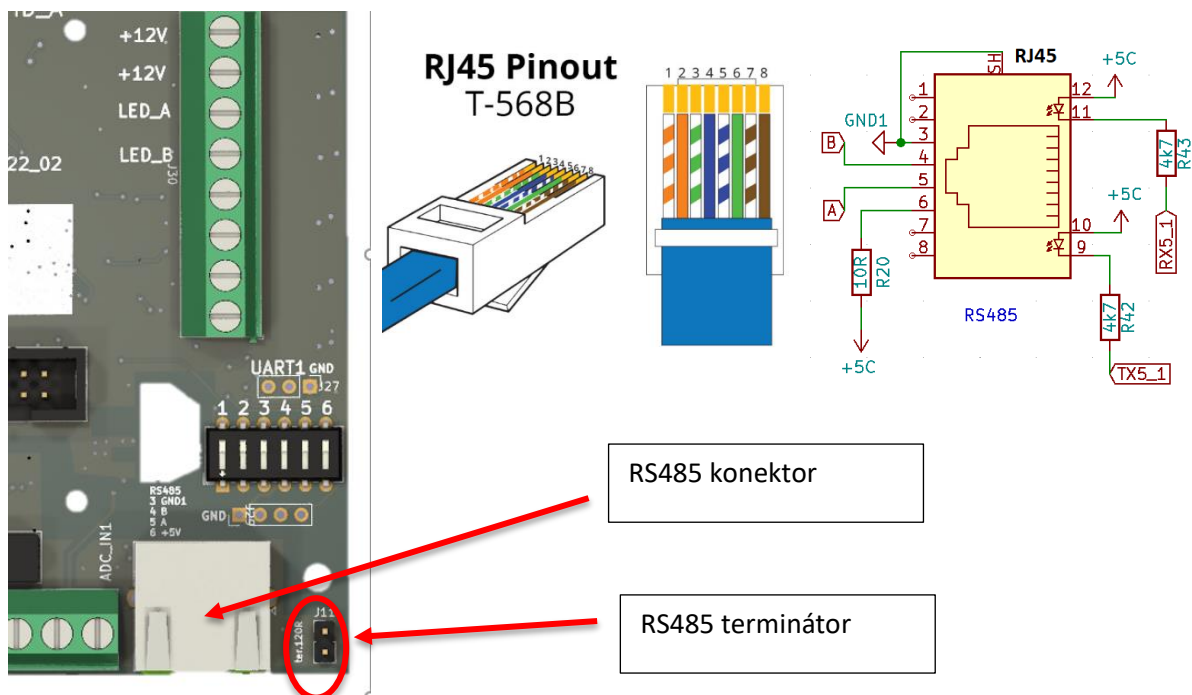 +12V
+12V
LED_A
LED_B
J30
22_02
UART1 GND
J27
1 2 3 4 5 6
RS485
3 GND1
4 B
5 A
6 +5V
GND
ADC_IN1
J11
ter.120R
RJ45 Pinout
T-568B
12345678
1 2 3 4 5 6 7 8
RJ45
SH
+5C
GND1
B
A
1
2
3
4
5
6
7
8
12
11
10
9
4k7
R43
RX5_1
+5C
10R
R20
+5C
RS485
4k7
R42
TX5_1
RS485 konektor
RS485 terminátor